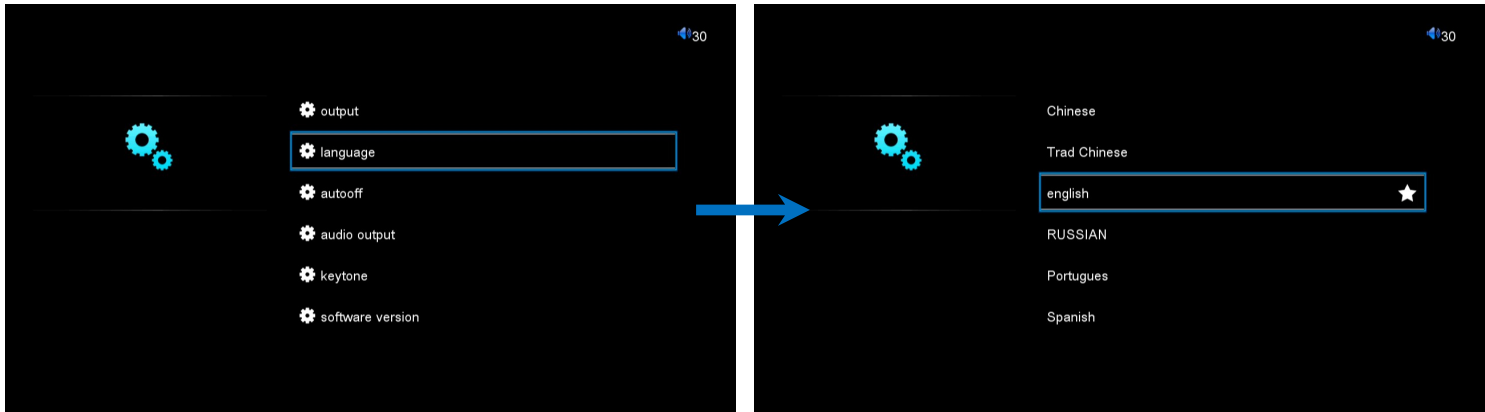 30
output
language
autooff
audio output
keytone
software version
30
Chinese
Trad Chinese
english
RUSSIAN
Portugues
Spanish